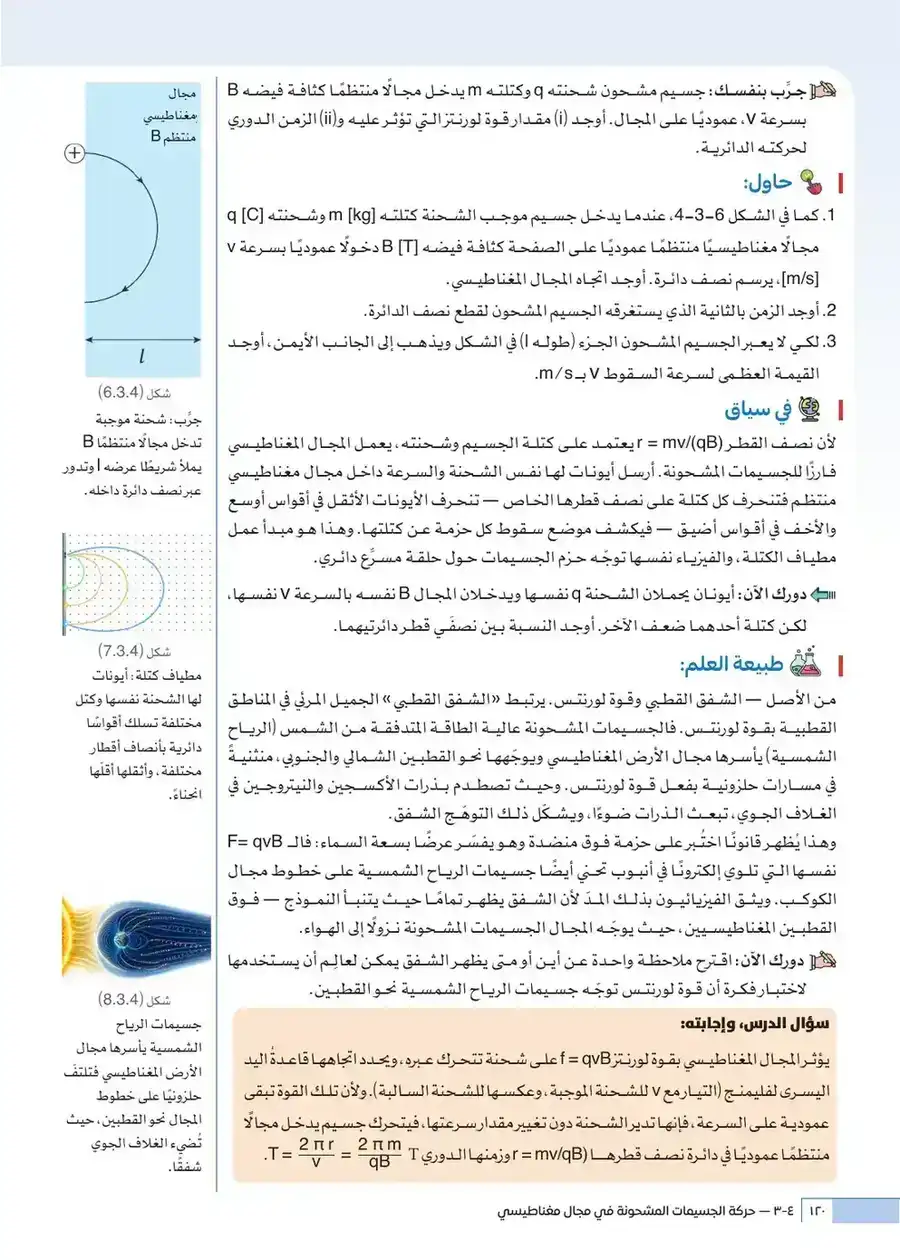 جرِّب بنفسك: جسيم مشحون شحنته q وكتلته m يدخل مجالًا منتظمًا كثافة فيضه B
بسرعة v، عموديًا على المجال. أوجد (i) مقدار قوة لورنتز التي تؤثر عليه و(ii) الزمن الدوري
لحركته الدائرية.
حاول:
1. كما في الشكل 6-3-4، عندما يدخل جسيم موجب الشحنة كتلته m [kg] وشحنته q [C]
مجالًا مغناطيسيًا منتظمًا عموديًا على الصفحة كثافة فيضه B [T] دخولًا عموديًا بسرعة v
[m/s]، يرسم نصف دائرة. أوجد اتجاه المجال المغناطيسي.
2. أوجد الزمن بالثانية الذي يستغرقه الجسيم المشحون لقطع نصف الدائرة.
3. لكي لا يعبر الجسيم المشحون الجزء (طوله l) في الشكل ويذهب إلى الجانب الأيمن، أوجد
القيمة العظمى لسرعة السقوط v بـ m/s.
في سياق
لأن نصف القطر r = mv/(qB) يعتمد على كتلة الجسيم وشحنته، يعمل المجال المغناطيسي
فارزًا للجسيمات المشحونة. أرسل أيونات لها نفس الشحنة والسرعة داخل مجال مغناطيسي
منتظم فتنحرف كل كتلة على نصف قطرها الخاص — تنحرف الأيونات الأثقل في أقواس أوسع
والأخف في أقواس أضيق — فيكشف موضع سقوط كل حزمة عن كتلتها. وهذا هو مبدأ عمل
مطياف الكتلة، والفيزياء نفسها توجّه حزم الجسيمات حول حلقة مسرِّع دائري.
دورك الآن: أيونان يحملان الشحنة q نفسها ويدخلان المجال B نفسه بالسرعة v نفسها،
لكن كتلة أحدهما ضعف الآخر. أوجد النسبة بين نصفَي قطر دائرتيهما.
طبيعة العلم:
من الأصل — الشفق القطبي وقوة لورنتس. يرتبط «الشفق القطبي» الجميل المرئي في المناطق
القطبية بقوة لورنتس. فالجسيمات المشحونة عالية الطاقة المتدفقة من الشمس (الرياح
الشمسية) يأسرها مجال الأرض المغناطيسي ويوجّهها نحو القطبين الشمالي والجنوبي، منثنيةً
في مسارات حلزونية بفعل قوة لورنتس. وحيث تصطدم بذرات الأكسجين والنيتروجين في
الغلاف الجوي، تبعث الذرات ضوءًا، ويشكّل ذلك التوهّج الشفق.
وهذا يُظهر قانونًا اختُبر على حزمة فوق منضدة وهو يفسّر عرضًا بسعة السماء: فالـ F= qvB
نفسها التي تلوي إلكترونًا في أنبوب تحني أيضًا جسيمات الرياح الشمسية على خطوط مجال
الكوكب. ويثق الفيزيائيون بذلك المدّ لأن الشفق يظهر تمامًا حيث يتنبأ النموذج — فوق
القطبين المغناطيسيين، حيث يوجّه المجال الجسيمات المشحونة نزولًا إلى الهواء.
دورك الآن: اقترح ملاحظة واحدة عن أين أو متى يظهر الشفق يمكن لعالِم أن يستخدمها
لاختبار فكرة أن قوة لورنتس توجّه جسيمات الرياح الشمسية نحو القطبين.
سؤال الدرس، وإجابته:
يؤثر المجال المغناطيسي بقوة لورنتز f = qvB على شحنة تتحرك عبره، ويحدد اتجاهها قاعدةُ اليد
اليسرى لفليمنج (التيار مع v للشحنة الموجبة، وعكسها للشحنة السالبة). ولأن تلك القوة تبقى
عمودية على السرعة، فإنها تدير الشحنة دون تغيير مقدار سرعتها، فيتحرك جسيم يدخل مجالًا
منتظمًا عموديًا في دائرة نصف قطرها (r = mv/qB وزمنها الدوري T T = 2 π r / v = 2 π m / qB.
مجال
مغناطيسي
منتظم B
+
l
شكل (6.3.4)
جرِّب: شحنة موجبة
تدخل مجالًا منتظمًا B
يملأ شريطًا عرضه l وتدور
عبر نصف دائرة داخله.
شكل (7.3.4)
مطياف كتلة: أيونات
لها الشحنة نفسها وكتل
مختلفة تسلك أقواسًا
دائرية بأنصاف أقطار
مختلفة، وأثقلها أقلّها
انحناءً.
شكل (8.3.4)
جسيمات الرياح
الشمسية يأسرها مجال
الأرض المغناطيسي فتلتفّ
حلزونيًا على خطوط
المجال نحو القطبين، حيث
تُضيء الغلاف الجوي
شفقًا.
١٢٠ ٤-٣ — حركة الجسيمات المشحونة في مجال مغناطيسي